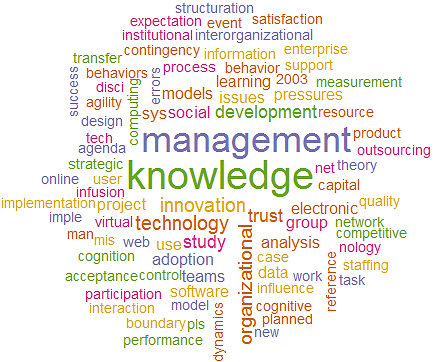 structuration
expectation event satisfaction
institutional interorganizational
contingency information enterprise
transfer process behavior support
behaviors learning 2003 measurement
success disci errors models issues pressures
agility computing sys social development resource
design
tech management product
agenda outsourcing
strategic knowledge net theory
online user capital
infusion
implementation project innovation electronic quality
imple virtual technology trust group network
man mis web use study organizational analysis competitive
nology
cognition adoption case reference staffing
acceptance control teams data work task
participation software influence
interaction model cognitive
boundary pls dynamics planned
performance new